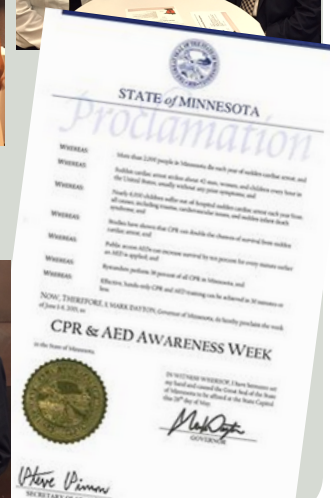 STATE of MINNESOTA
Proclamation
WHEREAS More than 2,000 people in Minnesota die each year of sudden cardiac arrest; and
WHEREAS Sudden cardiac arrest strikes about 42 men, women, and children every hour in
the United States, usually without any prior symptoms; and
WHEREAS Nearly 6,000 children suffer out of hospital sudden cardiac arrest each year from
all causes, including trauma, cardiovascular issues, and sudden infant death
syndrome; and
WHEREAS Studies have shown that CPR can double the chances of survival from sudden
cardiac arrest; and
WHEREAS Public access AEDs can increase survival by ten percent for every minute earlier
an AED is applied; and
WHEREAS Bystanders perform 30 percent of all CPR in Minnesota; and
WHEREAS Effective, hands-only CPR and AED training can be achieved in 30 minutes or
less.
NOW, THEREFORE, I, MARK DAYTON, Governor of Minnesota, do hereby proclaim the week
of June 1-8, 2015, as:
CPR & AED AWARENESS WEEK
in the State of Minnesota.
IN WITNESS WHEREOF, I have hereunto set
my hand and caused the Great Seal of the State
of Minnesota to be affixed at the State Capitol
this 26th day of May.
GOVERNOR
Steve Simon
SECRETARY OF